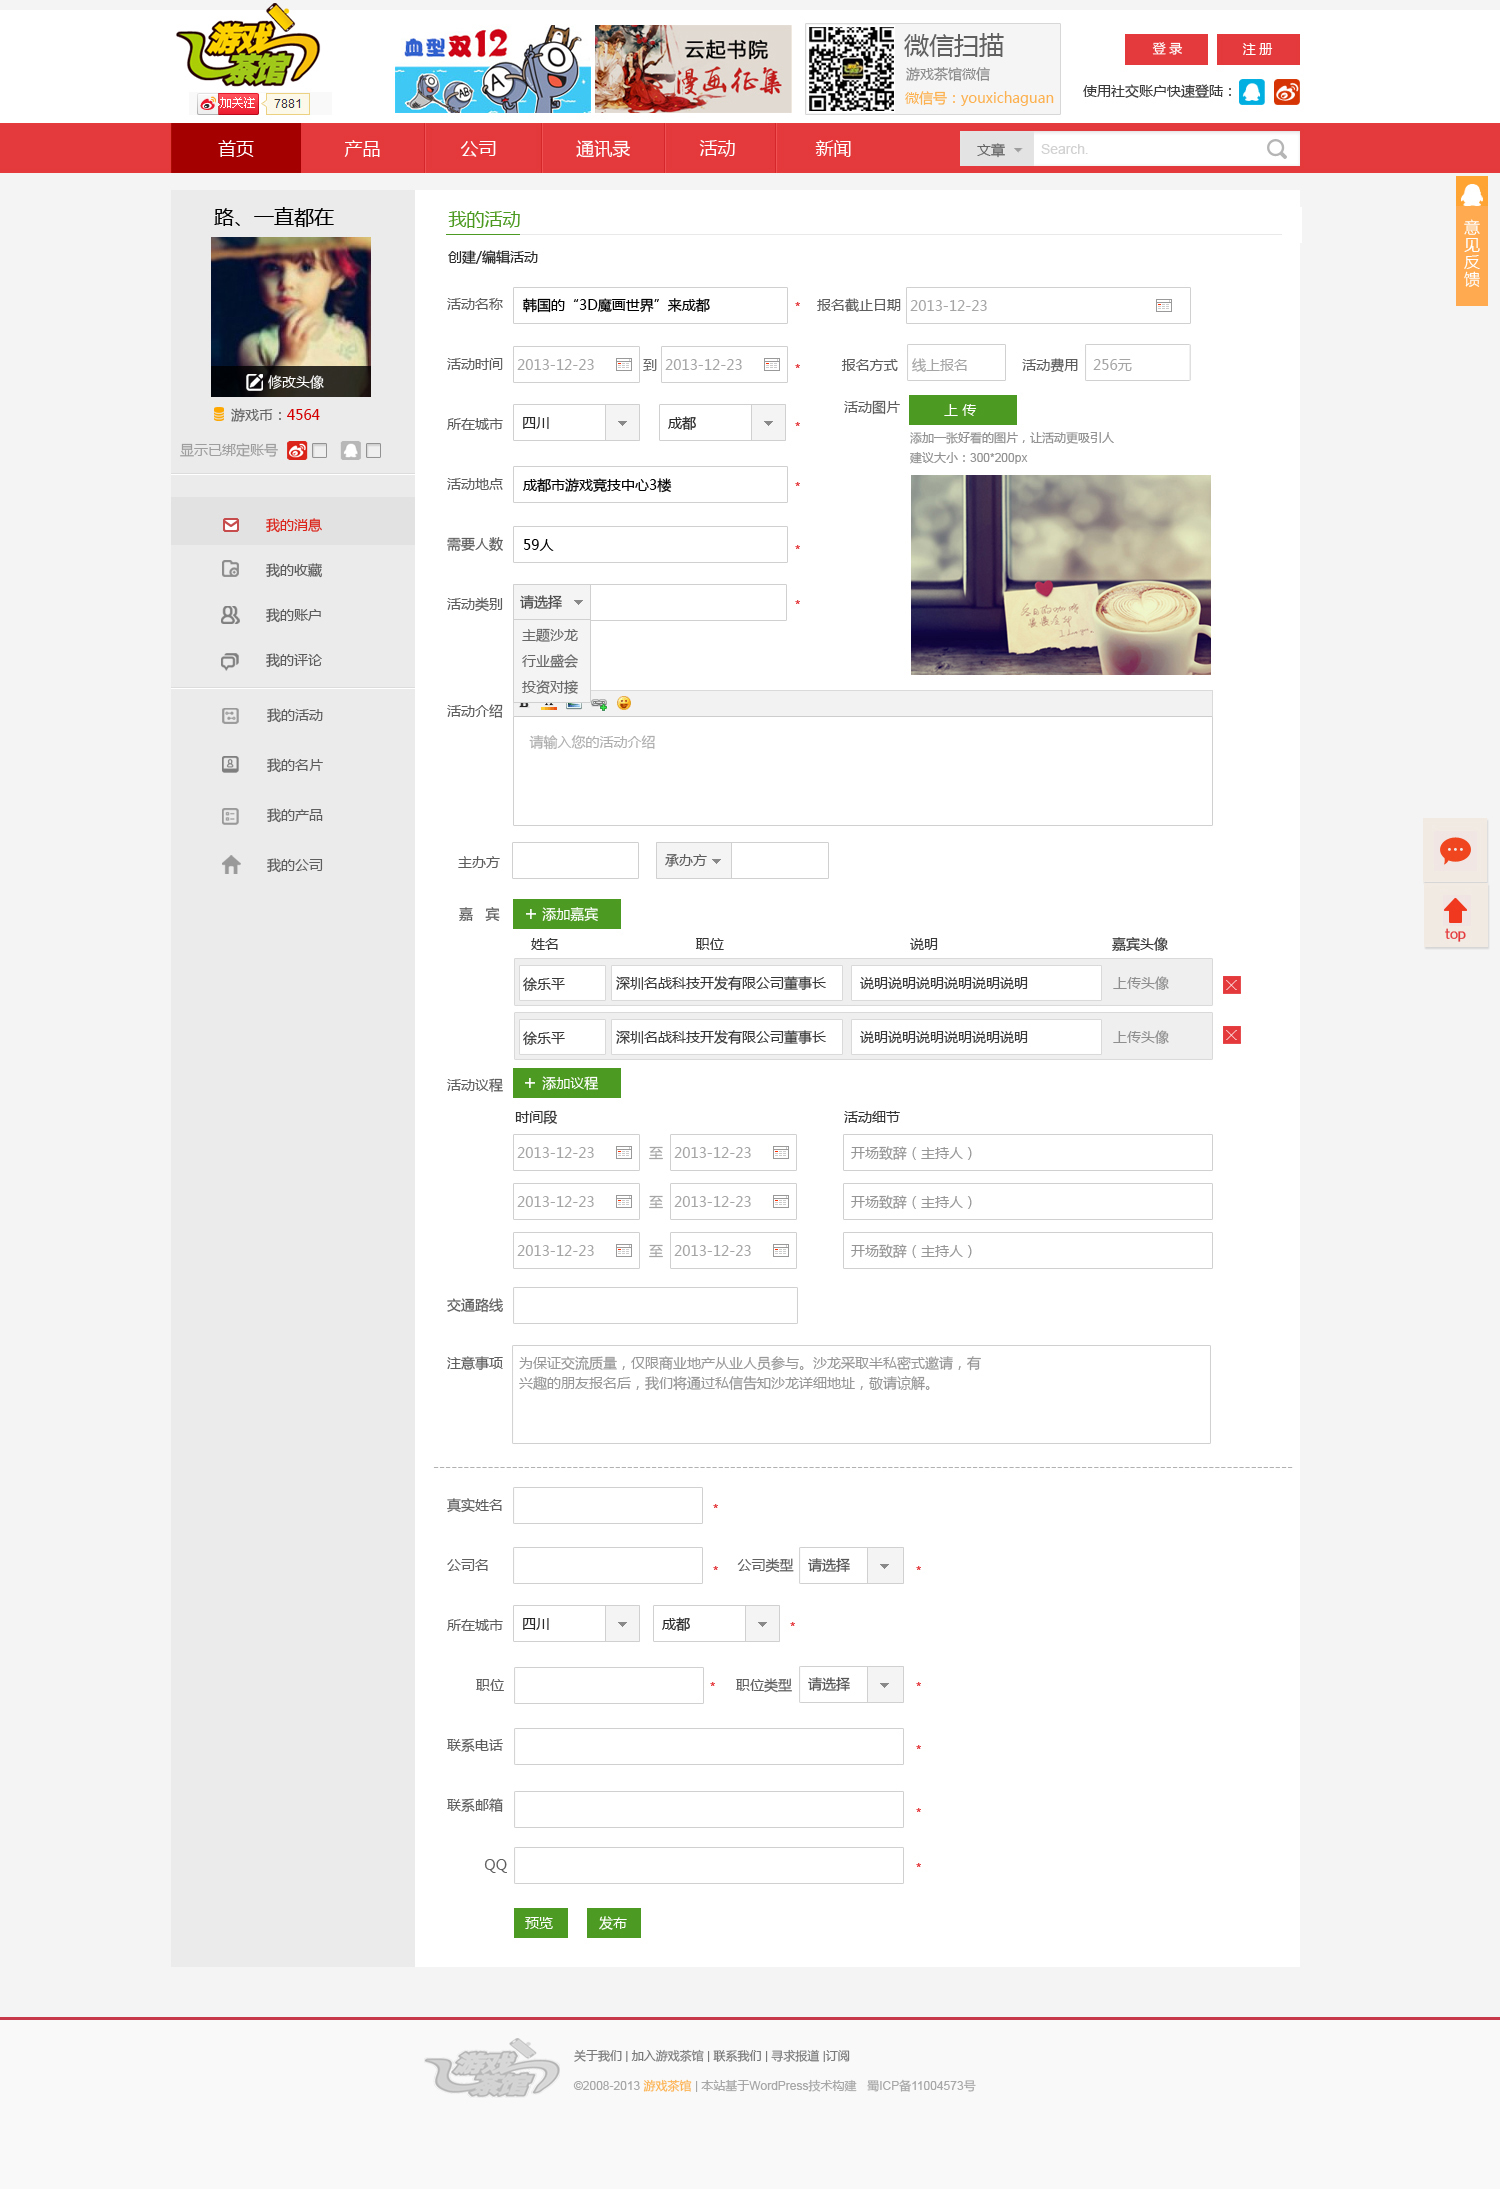 游戏茶馆
加关注 7881
血型双12
AB A AB
云起书院
漫画征集
微信扫描
游戏茶馆微信
微信号：youxichaguan
登 录 注 册
使用社交账户快速登陆：
首页 产品 公司 通讯录 活动 新闻 文章 Search.
意见反馈
路、一直都在
修改头像
游戏币：4564
显示已绑定账号
我的消息
我的收藏
我的账户
我的评论
我的活动
我的名片
我的产品
我的公司
我的活动
创建/编辑活动
活动名称 韩国的“3D魔画世界”来成都 * 报名截止日期 2013-12-23
活动时间 2013-12-23 到 2013-12-23 * 报名方式 线上报名 活动费用 256元
所在城市 四川 成都 * 活动图片 上 传
添加一张好看的图片，让活动更吸引人
建议大小：300*200px
活动地点 成都市游戏竞技中心3楼 *
需要人数 59人 *
活动类别 请选择 *
主题沙龙
行业盛会
投资对接
活动介绍
请输入您的活动介绍
主办方 承办方
嘉 宾 + 添加嘉宾
姓名 职位 说明 嘉宾头像
徐乐平 深圳名战科技开发有限公司董事长 说明说明说明说明说明说明 上传头像
徐乐平 深圳名战科技开发有限公司董事长 说明说明说明说明说明说明 上传头像
活动议程 + 添加议程
时间段 活动细节
2013-12-23 至 2013-12-23 开场致辞（主持人）
2013-12-23 至 2013-12-23 开场致辞（主持人）
2013-12-23 至 2013-12-23 开场致辞（主持人）
交通路线
注意事项 为保证交流质量，仅限商业地产从业人员参与。沙龙采取半私密式邀请，有
兴趣的朋友报名后，我们将通过私信告知沙龙详细地址，敬请谅解。
真实姓名 *
公司名 * 公司类型 请选择 *
所在城市 四川 成都 *
职位 * 职位类型 请选择 *
联系电话 *
联系邮箱 *
QQ *
预览 发布
top
游戏茶馆
关于我们 | 加入游戏茶馆 | 联系我们 | 寻求报道 |订阅
©2008-2013 游戏茶馆 | 本站基于WordPress技术构建 蜀ICP备11004573号